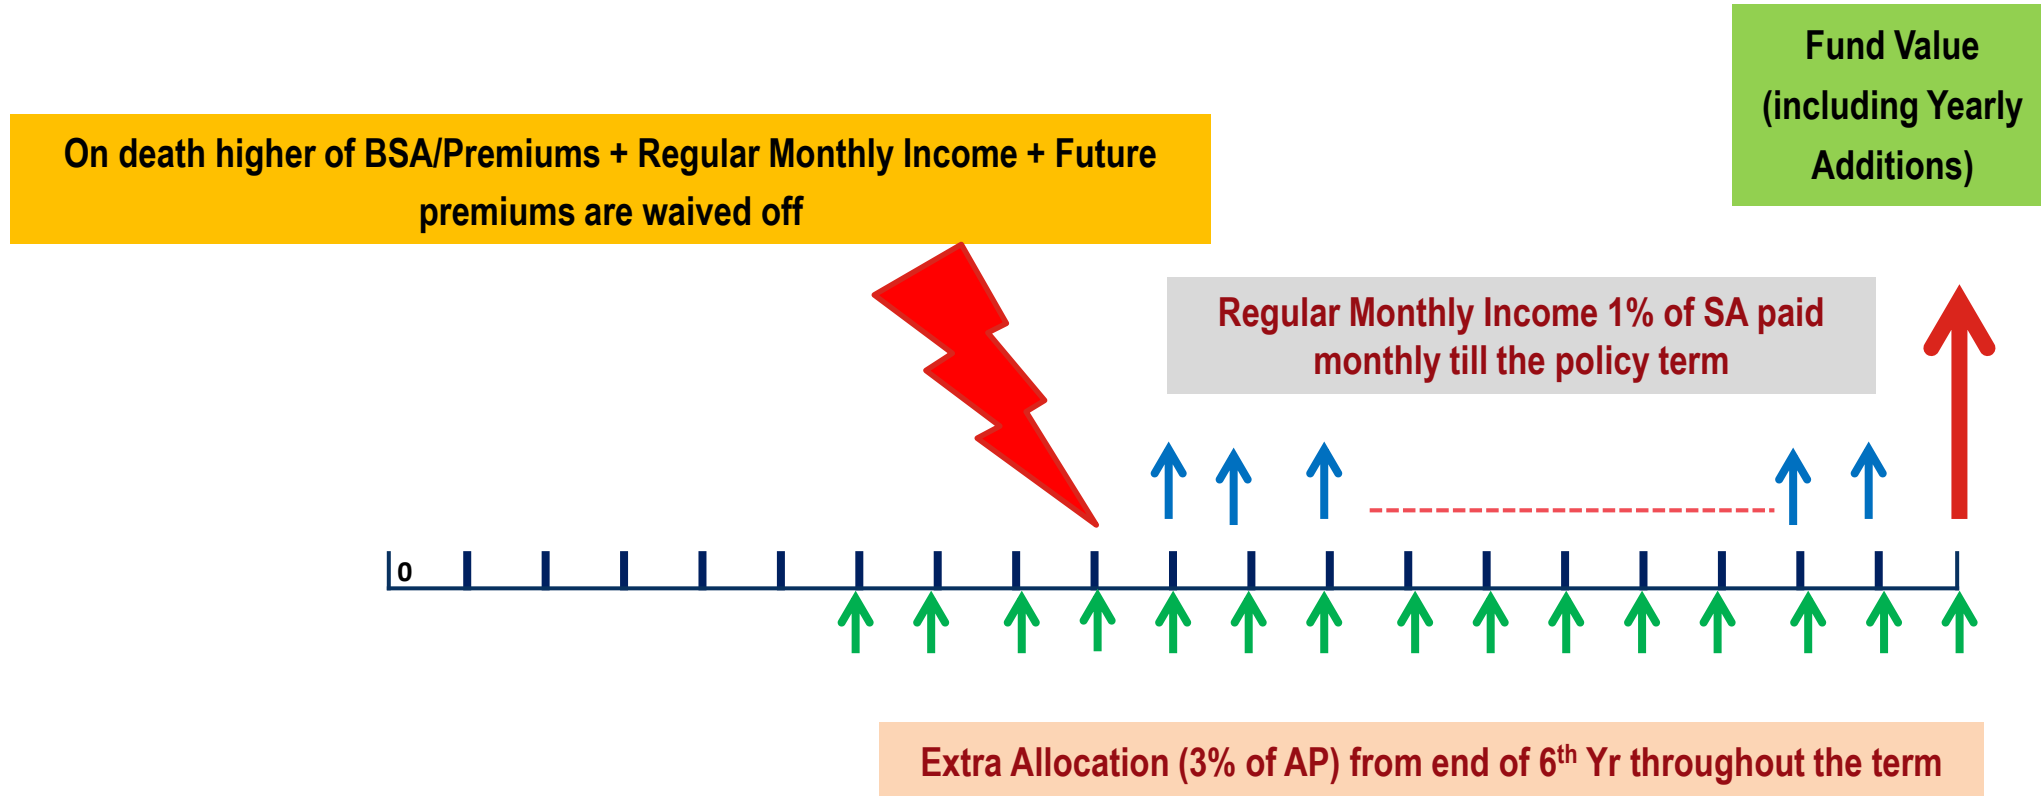 Fund Value
(including Yearly
Additions)
On death higher of BSA/Premiums + Regular Monthly Income + Future
premiums are waived off
Regular Monthly Income 1% of SA paid
monthly till the policy term
0
Extra Allocation (3% of AP) from end of 6th Yr throughout the term